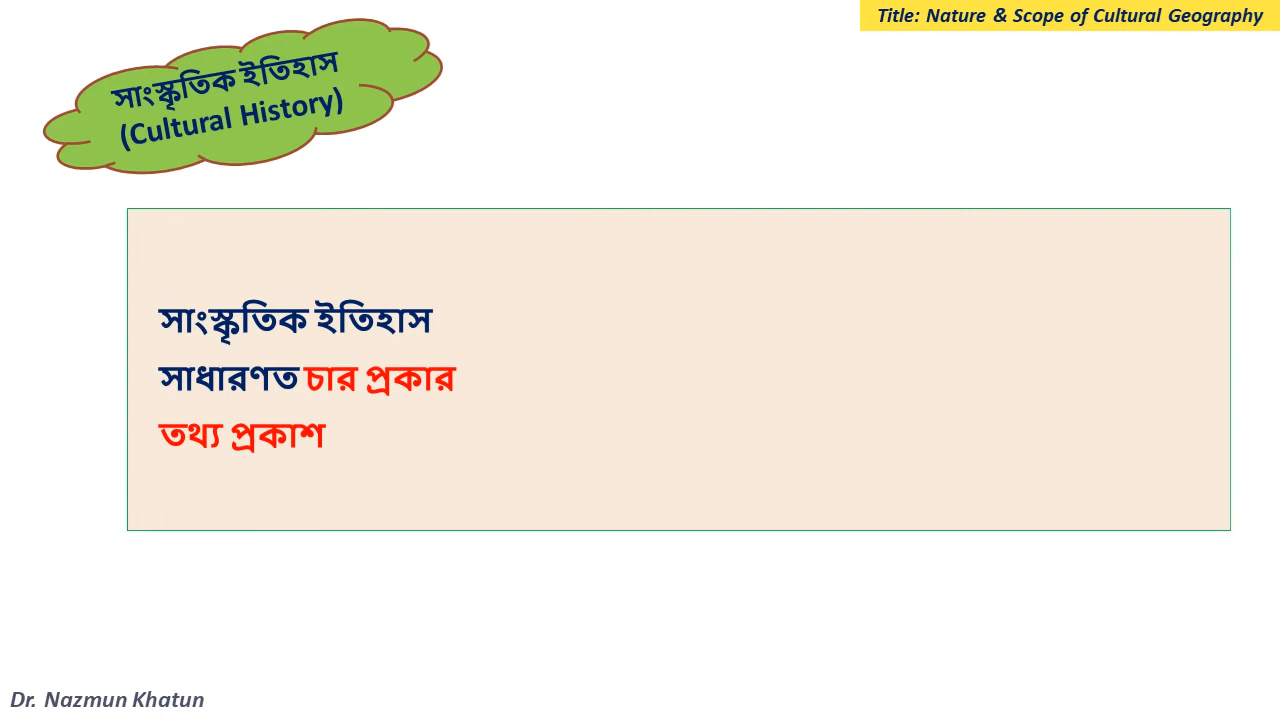 Title: Nature & Scope of Cultural Geography
সাংস্কৃতিক ইতিহাস
(Cultural History)
সাংস্কৃতিক ইতিহাস
সাধারণত চার প্রকার
তথ্য প্রকাশ
Dr. Nazmun Khatun